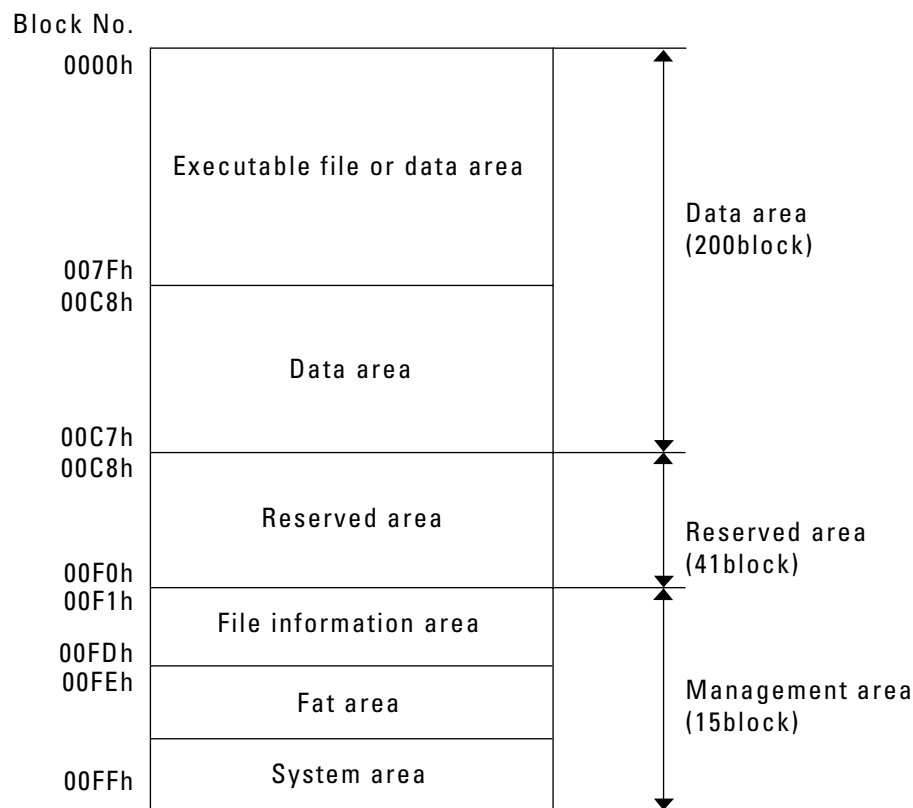 Block No.
0000h
Executable file or data area
Data area
(200block)
007Fh
00C8h
Data area
00C7h
00C8h
Reserved area
Reserved area
(41block)
00F0h
00F1h
File information area
00FDh
00FEh
Fat area
Management area
(15block)
System area
00FFh